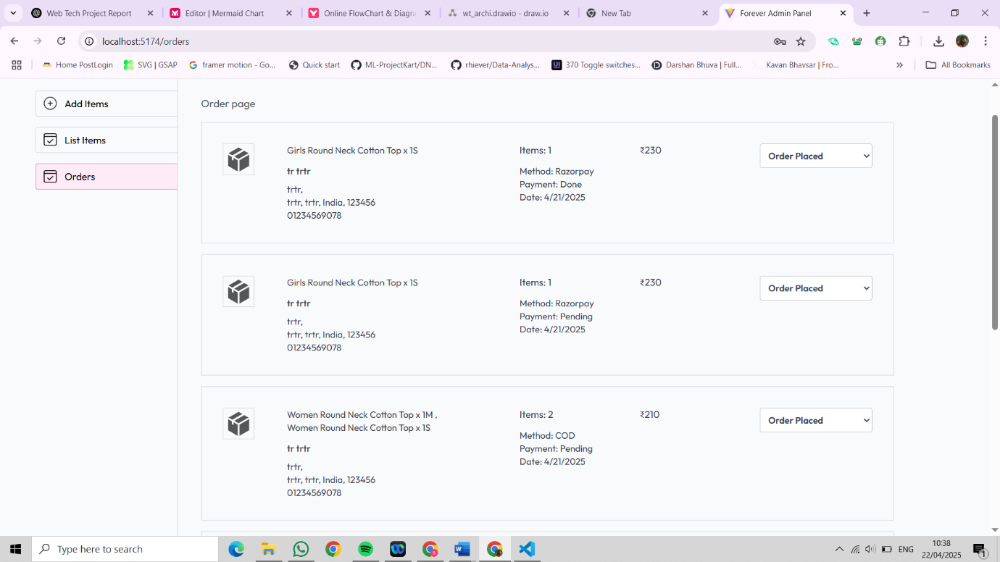 Web Tech Project Report
Editor | Mermaid Chart
Online FlowChart & Diagra
wt_archi.drawio - draw.io
New Tab
Forever Admin Panel
localhost:5174/orders
Home PostLogin
SVG | GSAP
framer motion - Go...
Quick start
ML-ProjectKart/DN...
rhiever/Data-Analys...
UI 370 Toggle switches...
Darshan Bhuva | Full...
Kavan Bhavsar | Fro...
All Bookmarks
Add Items
List Items
Orders
Order page
Girls Round Neck Cotton Top x 1S
tr trtr
trtr,
trtr, trtr, India, 123456
01234569078
Items: 1
Method: Razorpay
Payment: Done
Date: 4/21/2025
₹230
Order Placed
Girls Round Neck Cotton Top x 1S
tr trtr
trtr,
trtr, trtr, India, 123456
01234569078
Items: 1
Method: Razorpay
Payment: Pending
Date: 4/21/2025
₹230
Order Placed
Women Round Neck Cotton Top x 1M ,
Women Round Neck Cotton Top x 1S
tr trtr
trtr,
trtr, trtr, India, 123456
01234569078
Items: 2
Method: COD
Payment: Pending
Date: 4/21/2025
₹210
Order Placed
Type here to search
ENG
10:38
22/04/2025
1